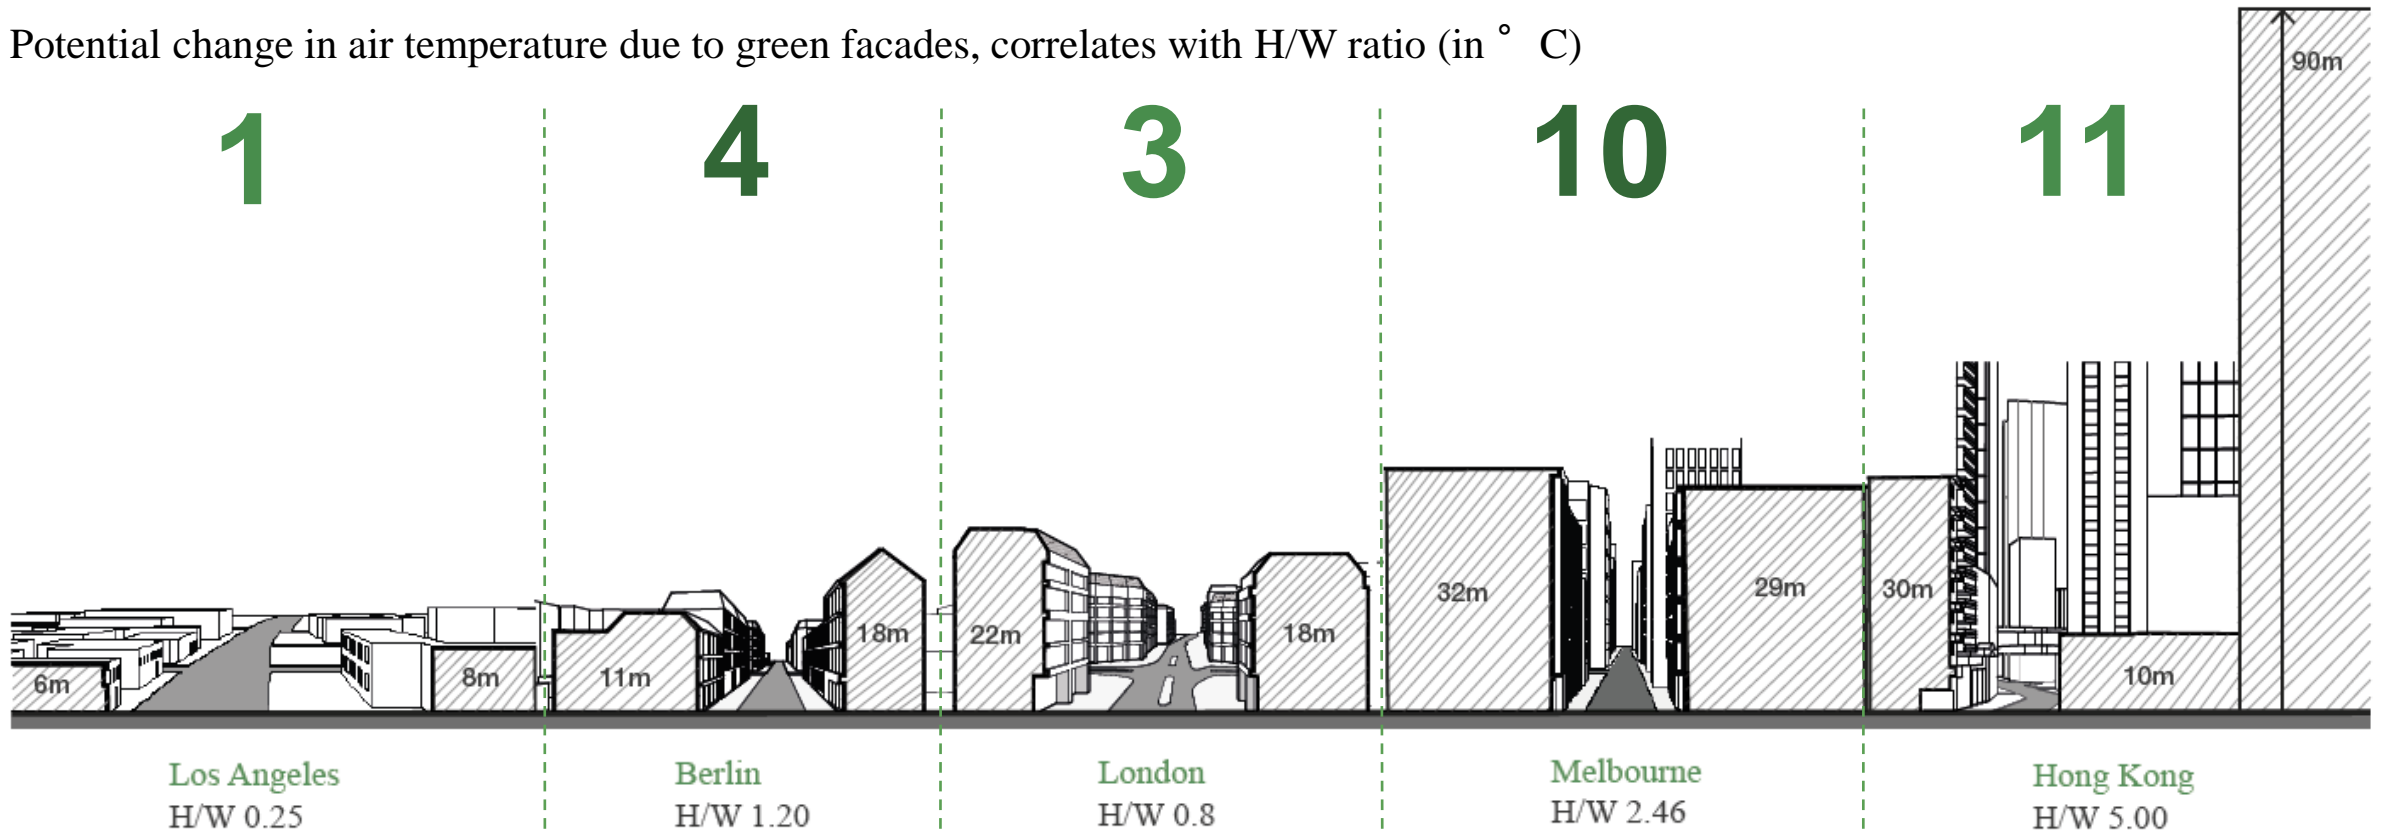 Potential change in air temperature due to green facades, correlates with H/W ratio (in ° C)
90m
1
4
3
10
11
6m
8m
11m
18m
22m
18m
32m
29m
30m
10m
Los Angeles
H/W 0.25
Berlin
H/W 1.20
London
H/W 0.8
Melbourne
H/W 2.46
Hong Kong
H/W 5.00